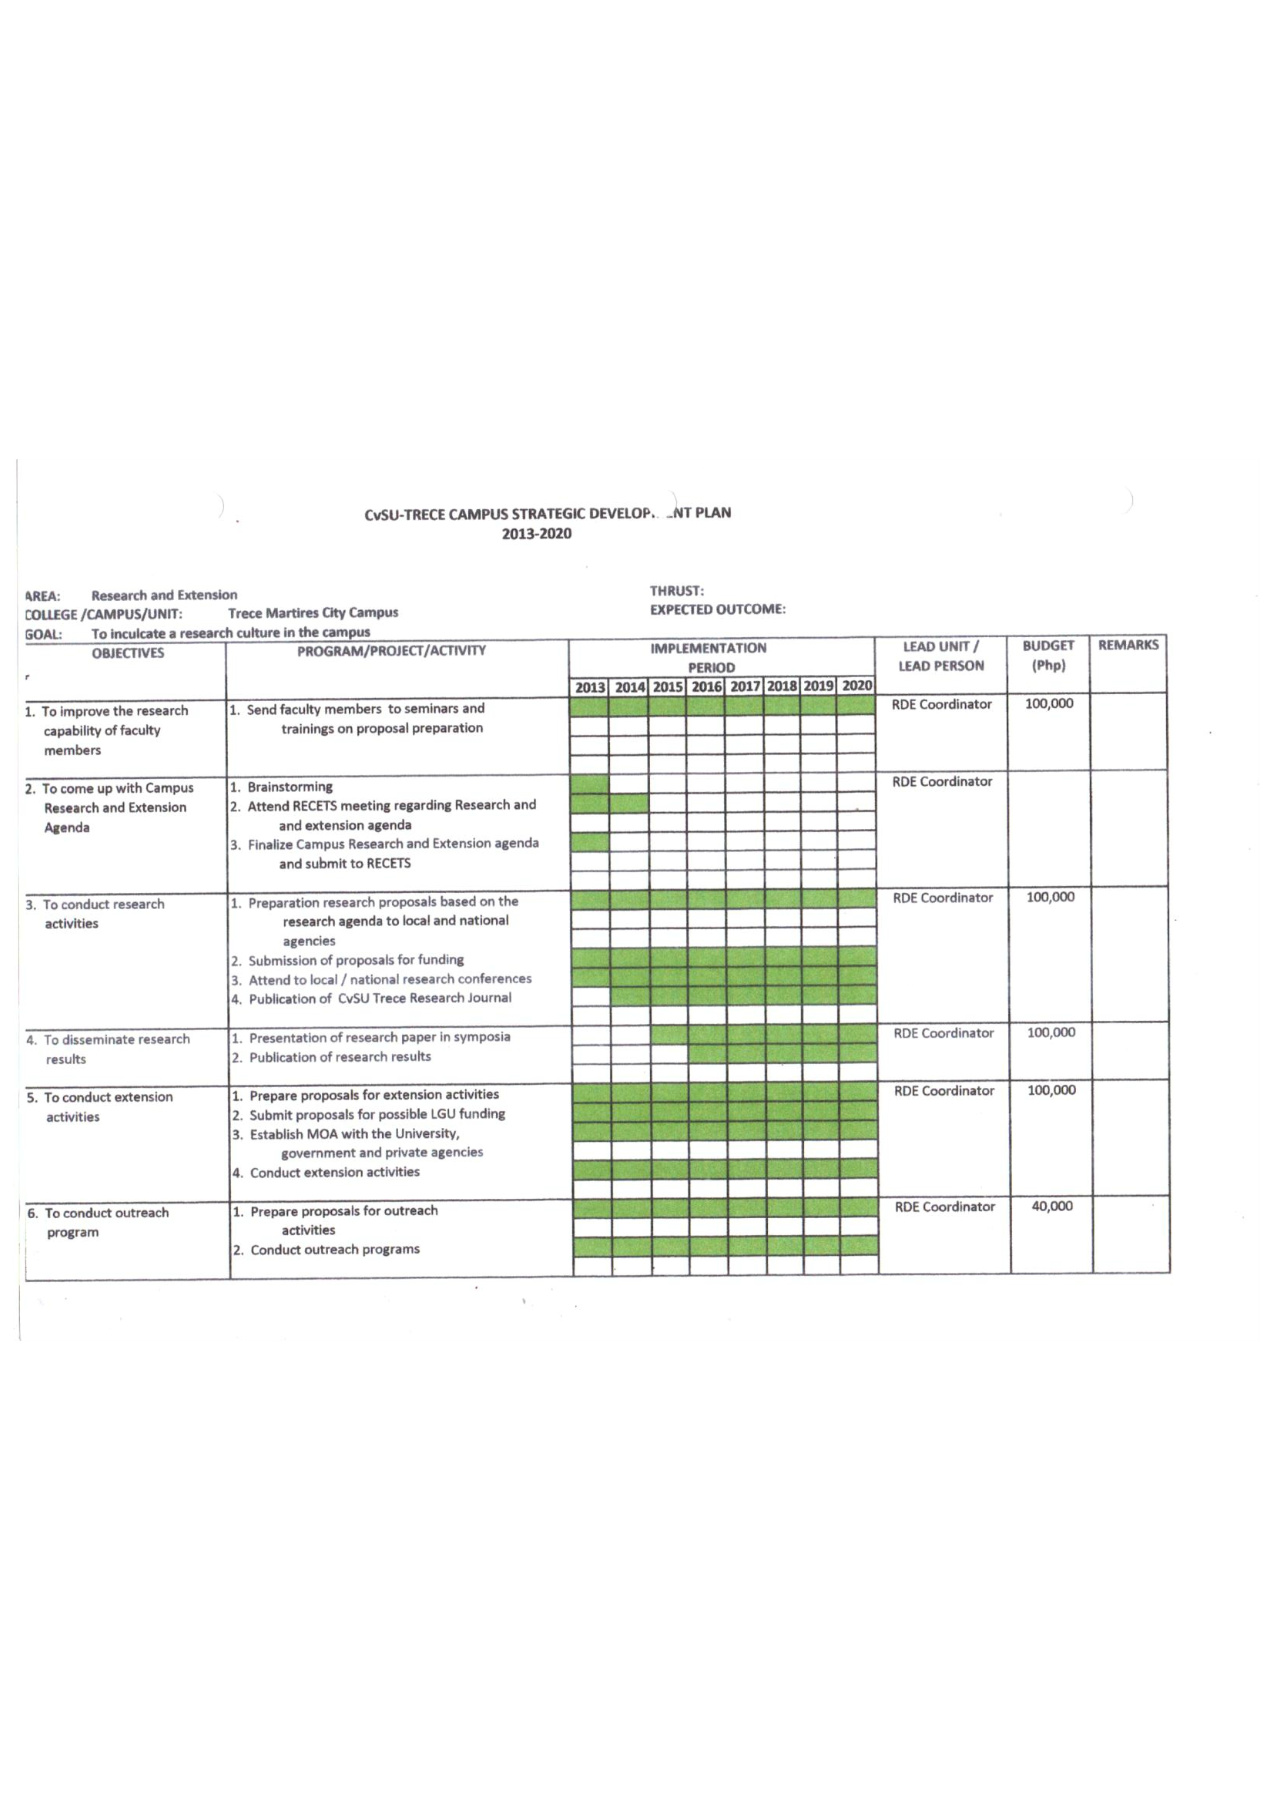 CvSU-TRECE CAMPUS STRATEGIC DEVELOP NT PLAN
2013-2020
AREA: Research and Extension
THRUST:
COLLEGE /CAMPUS/UNIT: Trece Martires City Campus
EXPECTED OUTCOME:
GOAL: To inculcate a research culture in the campus
OBJECTIVES
PROGRAM/PROJECT/ACTIVITY
IMPLEMENTATION
PERIOD
LEAD UNIT /
LEAD PERSON
BUDGET
(Php)
REMARKS
2013 2014 2015 2016 2017 2018 2019 2020
1. To improve the research
capability of faculty
members
1. Send faculty members to seminars and
trainings on proposal preparation
RDE Coordinator
100,000
2. To come up with Campus
Research and Extension
Agenda
1. Brainstorming
2. Attend RECETS meeting regarding Research and
and extension agenda
3. Finalize Campus Research and Extension agenda
and submit to RECETS
RDE Coordinator
3. To conduct research
activities
1. Preparation research proposals based on the
research agenda to local and national
agencies
2. Submission of proposals for funding
3. Attend to local / national research conferences
4. Publication of CvSU Trece Research Journal
RDE Coordinator
100,000
4. To disseminate research
results
1. Presentation of research paper in symposia
2. Publication of research results
RDE Coordinator
100,000
5. To conduct extension
activities
1. Prepare proposals for extension activities
2. Submit proposals for possible LGU funding
3. Establish MOA with the University,
government and private agencies
4. Conduct extension activities
RDE Coordinator
100,000
6. To conduct outreach
program
1. Prepare proposals for outreach
activities
2. Conduct outreach programs
RDE Coordinator
40,000